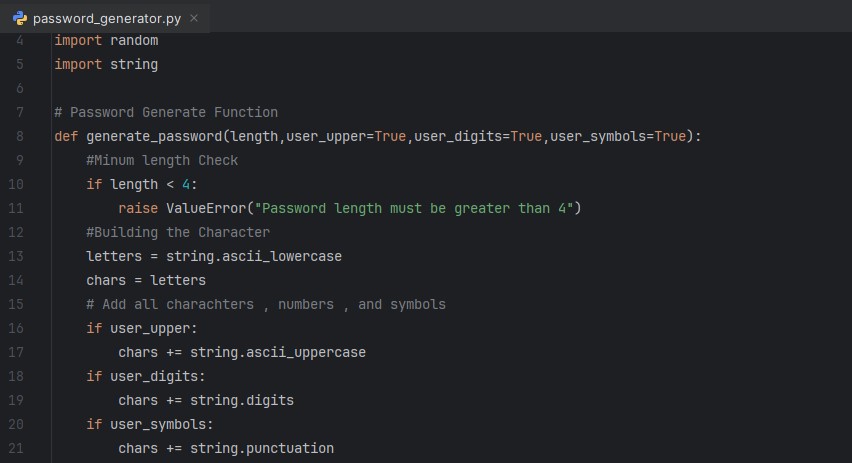 password_generator.py ×
4 import random
5 import string
6
7 # Password Generate Function
8 def generate_password(length,user_upper=True,user_digits=True,user_symbols=True):
9     #Minum length Check
10     if length < 4:
11         raise ValueError("Password length must be greater than 4")
12     #Building the Character
13     letters = string.ascii_lowercase
14     chars = letters
15     # Add all charachters , numbers , and symbols
16     if user_upper:
17         chars += string.ascii_uppercase
18     if user_digits:
19         chars += string.digits
20     if user_symbols:
21         chars += string.punctuation